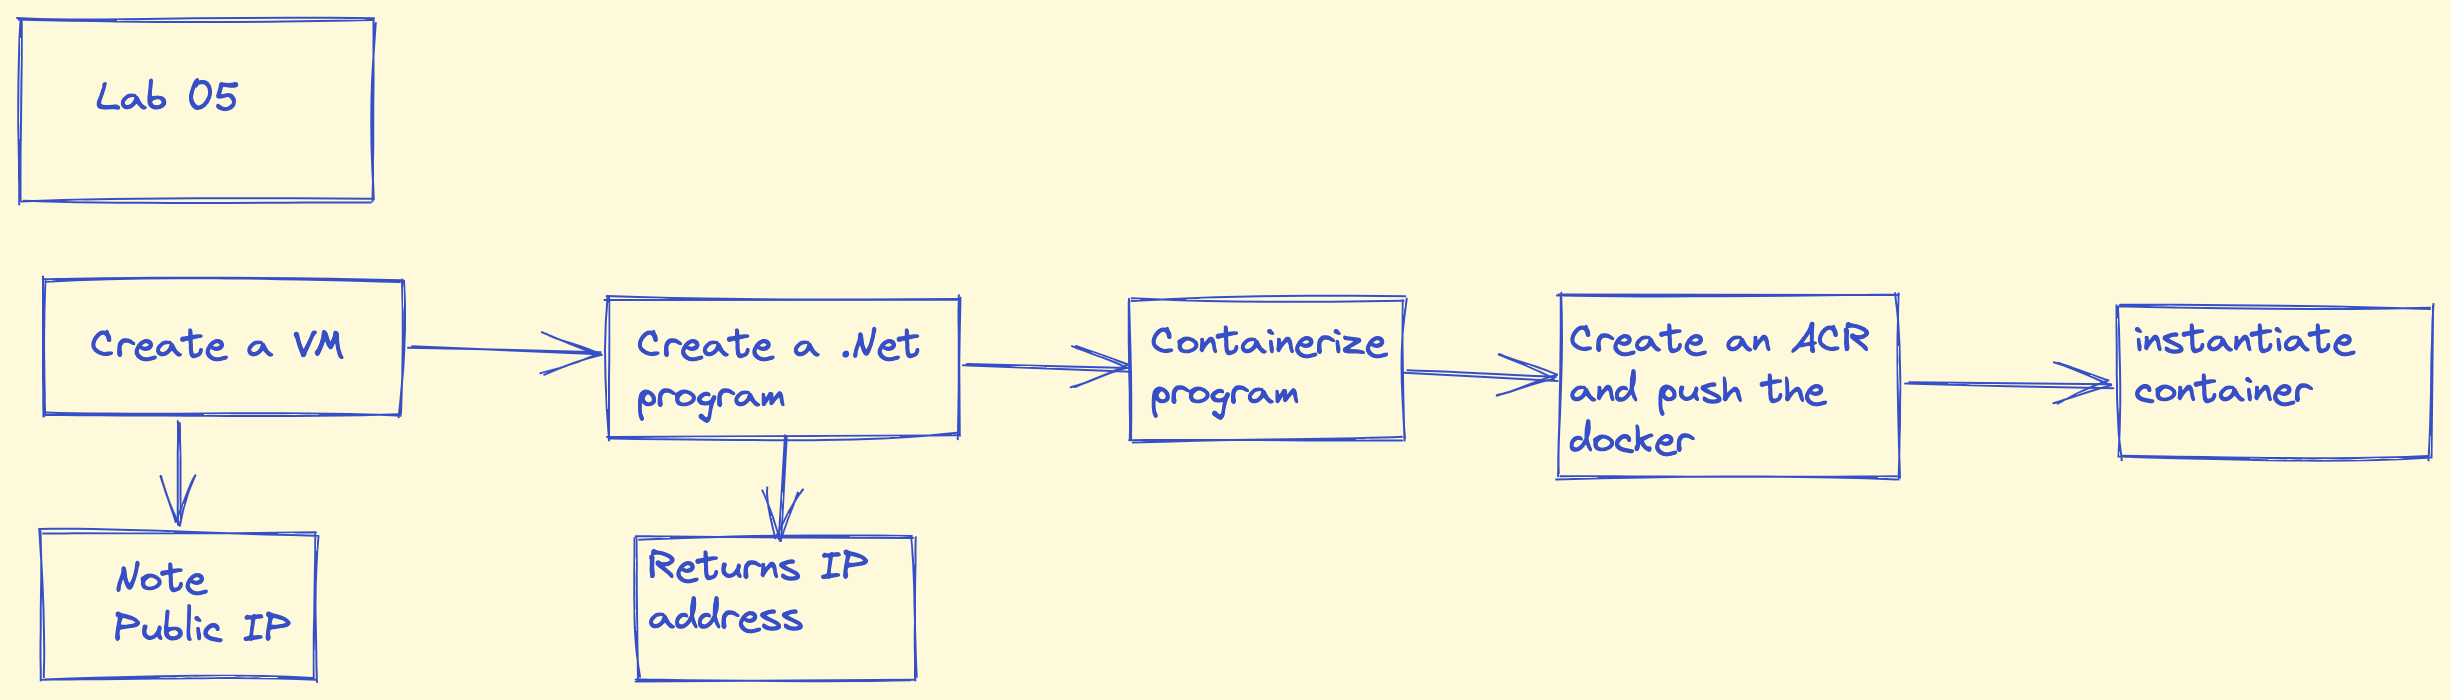 Lab 05
Create a VM
Create a .Net
program
Containerize
program
Create an ACR
and push the
docker
instantiate
container
Note
Public IP
Returns IP
address